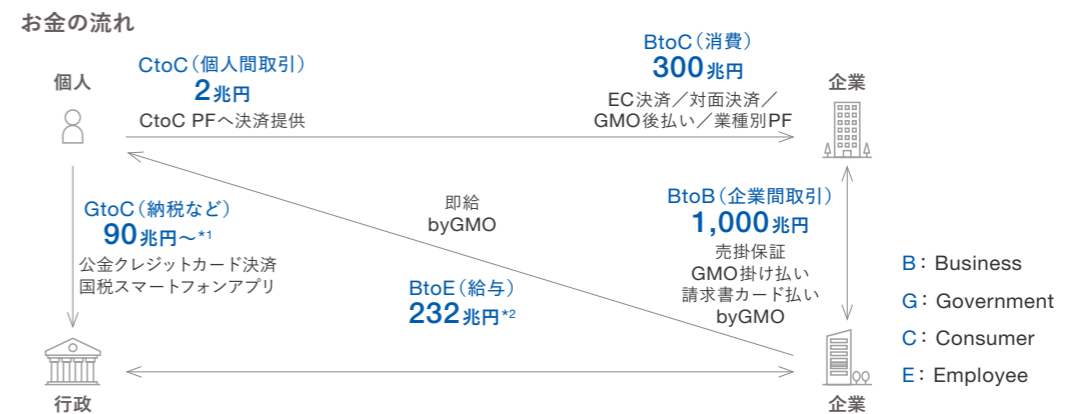 お金の流れ
個人
CtoC（個人間取引）
2兆円
CtoC PFへ決済提供
BtoC（消費）
300兆円
EC決済／対面決済／
GMO後払い／業種別PF
企業
GtoC（納税など）
90兆円〜*1
公金クレジットカード決済
国税スマートフォンアプリ
即給
byGMO
BtoE（給与）
232兆円*2
BtoB（企業間取引）
1,000兆円
売掛保証
GMO掛け払い
請求書カード払い
byGMO
行政
企業
B： Business
G： Government
C： Consumer
E： Employee